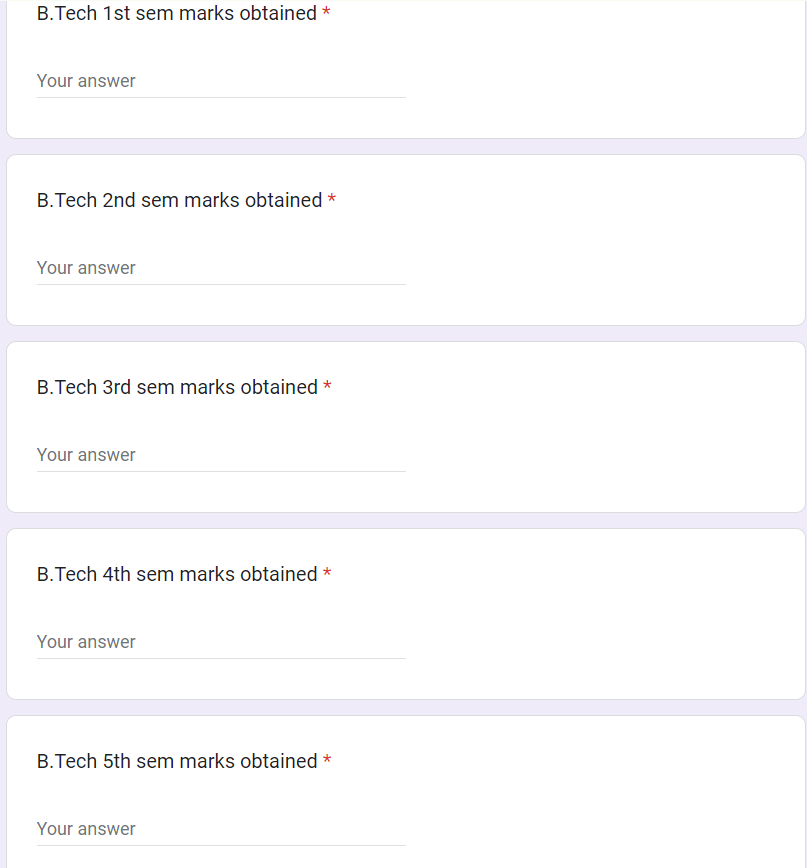 B.Tech 1st sem marks obtained *
Your answer
B.Tech 2nd sem marks obtained *
Your answer
B.Tech 3rd sem marks obtained *
Your answer
B.Tech 4th sem marks obtained *
Your answer
B.Tech 5th sem marks obtained *
Your answer